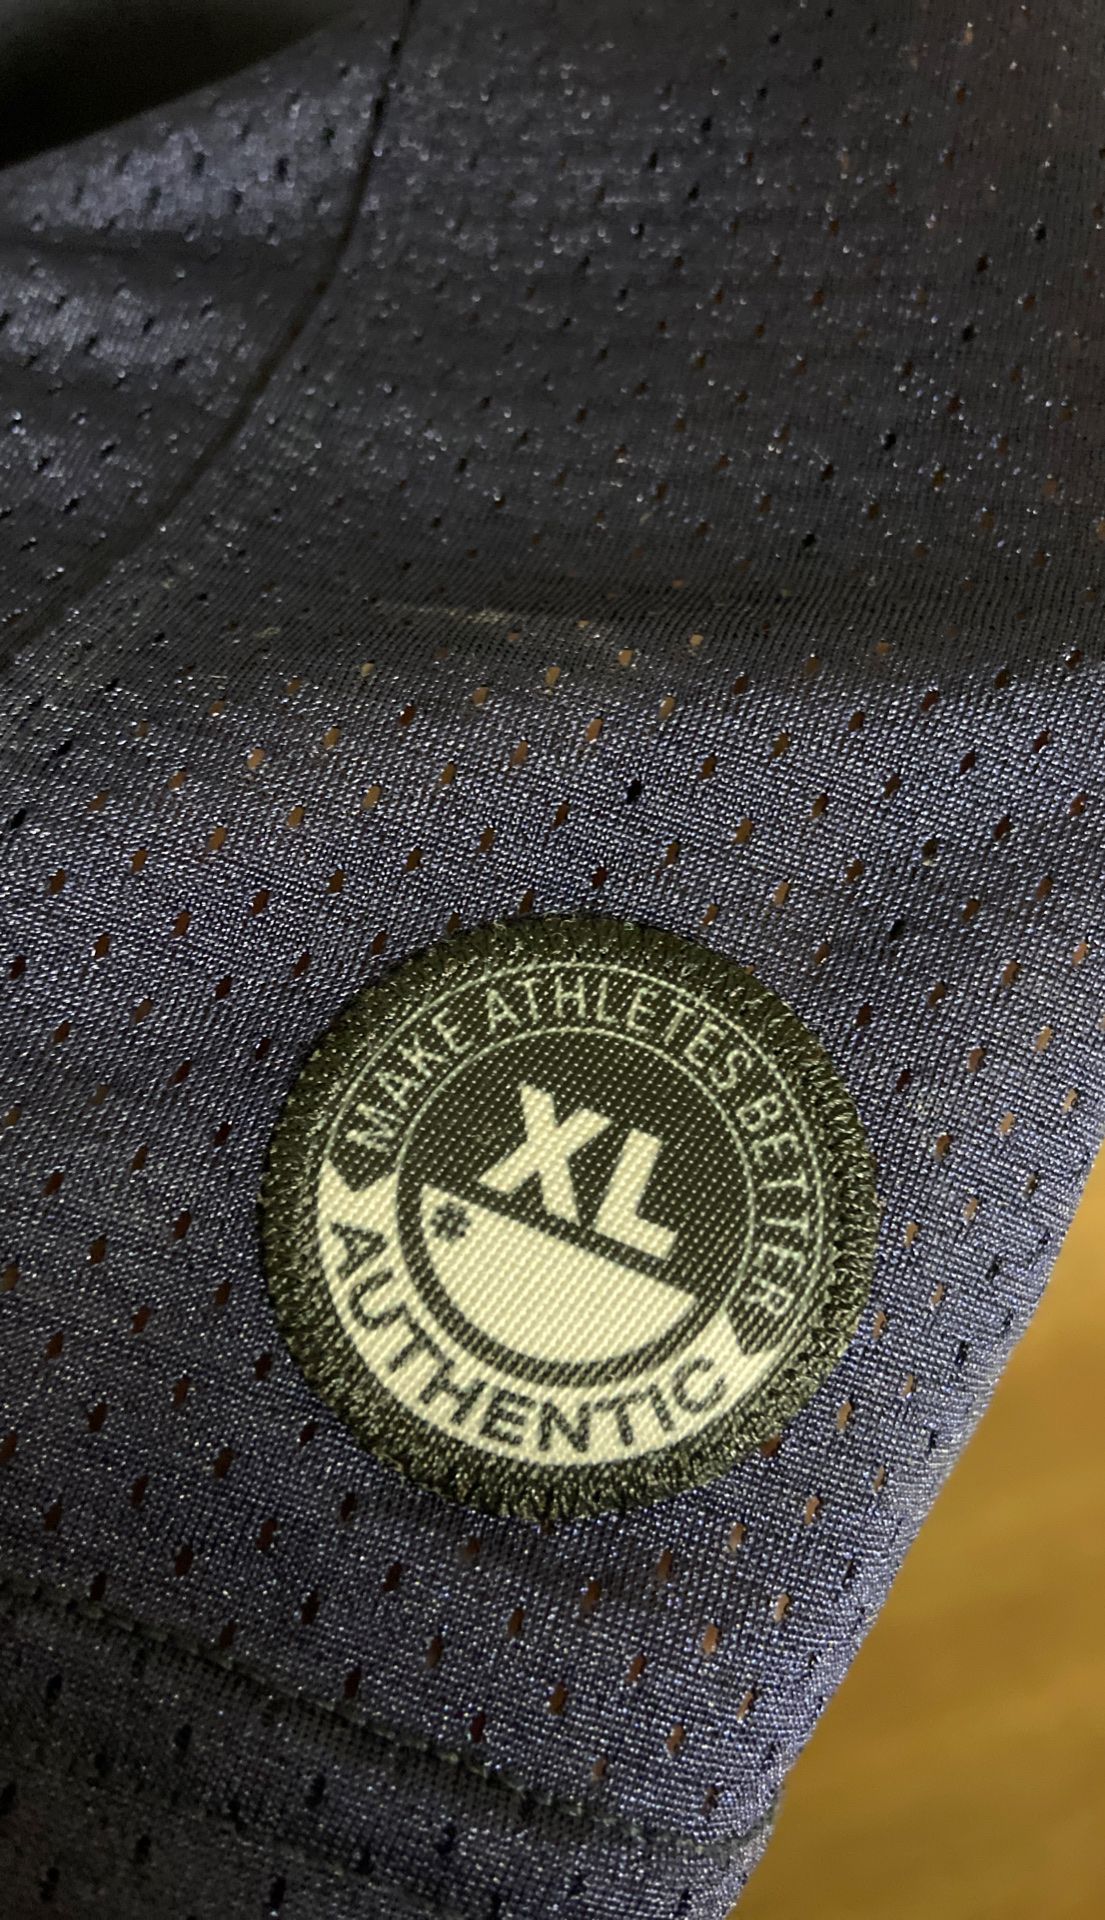 MAKE ATHLETES BETTER
XL
*
AUTHENTIC